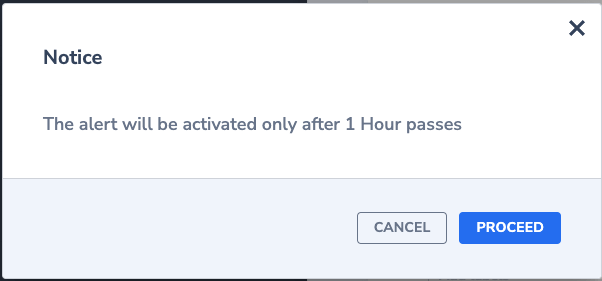 Notice
The alert will be activated only after 1 Hour passes
CANCEL
PROCEED